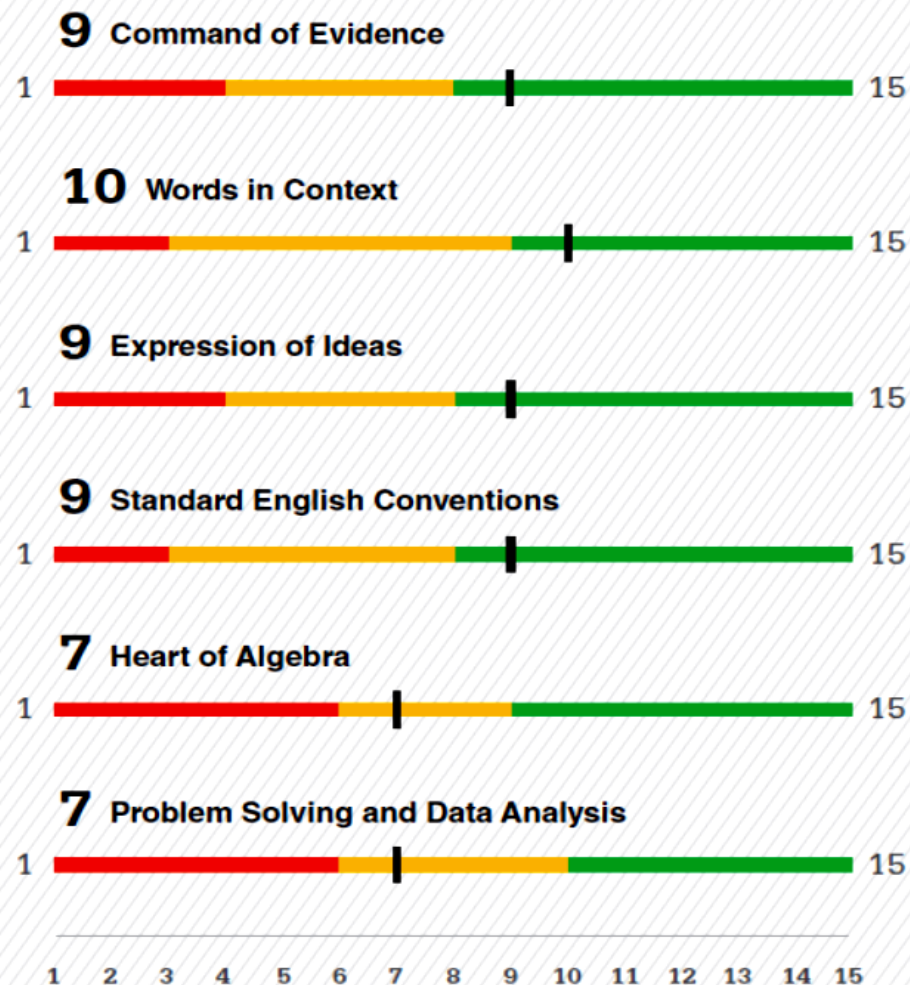 9 Command of Evidence
1 15
10 Words in Context
1 15
9 Expression of Ideas
1 15
9 Standard English Conventions
1 15
7 Heart of Algebra
1 15
7 Problem Solving and Data Analysis
1 15
1 2 3 4 5 6 7 8 9 10 11 12 13 14 15